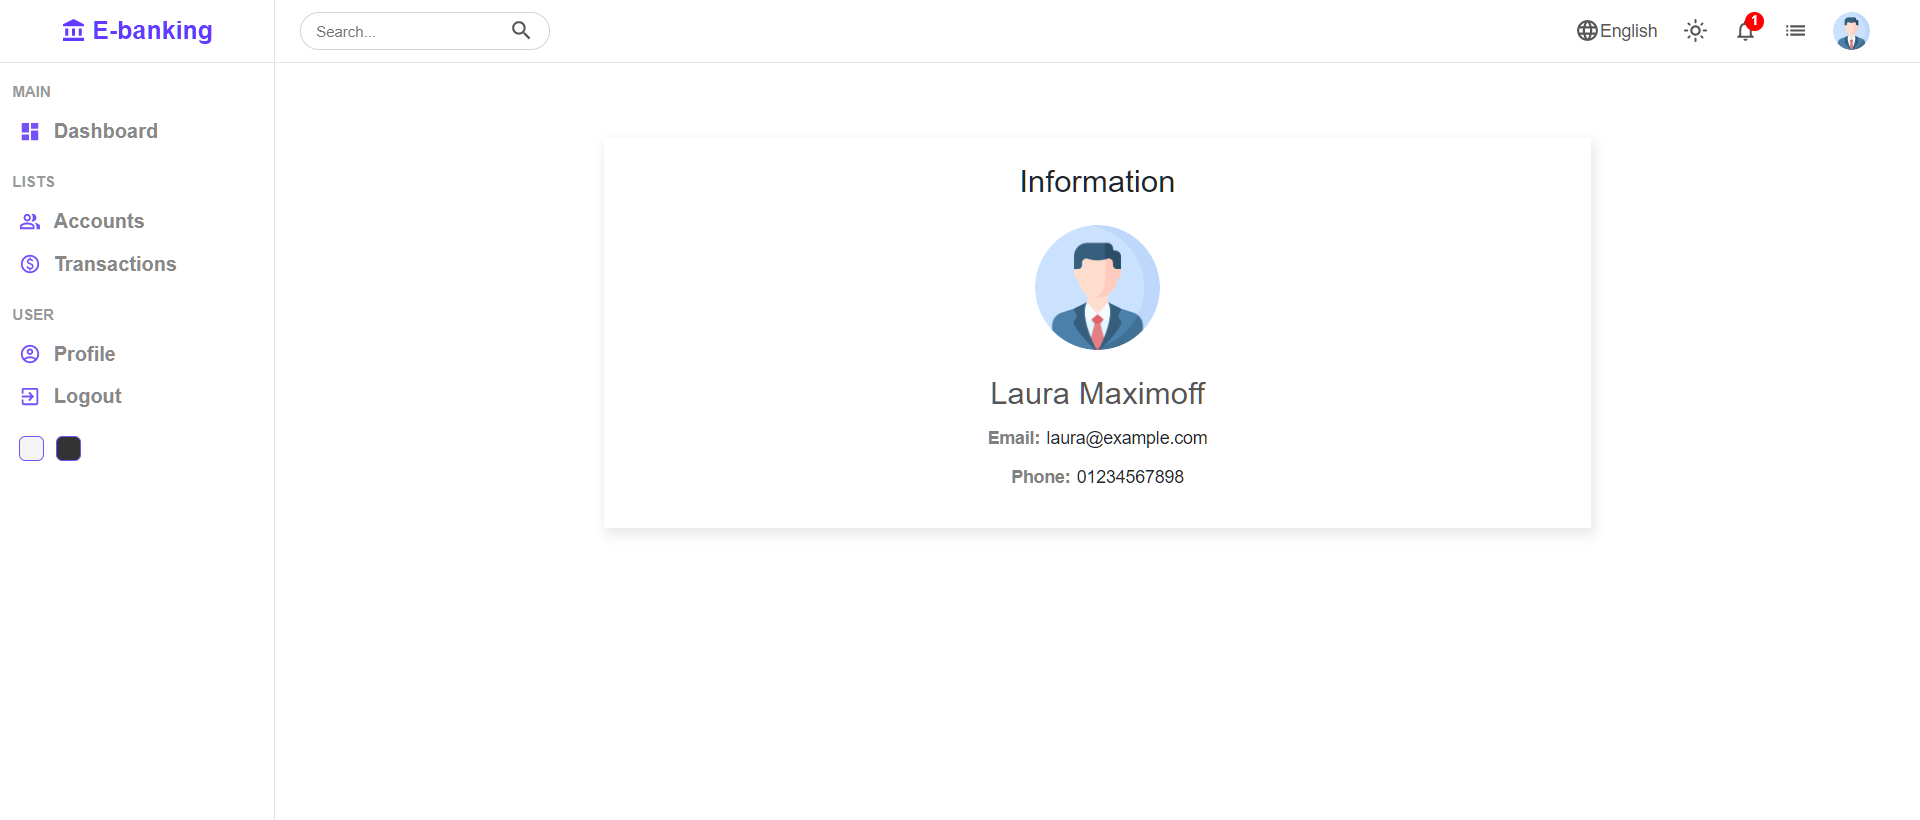 E-banking
Search...
English
1
MAIN
Dashboard
LISTS
Accounts
Transactions
USER
Profile
Logout
Information
Laura Maximoff
Email: laura@example.com
Phone: 01234567898